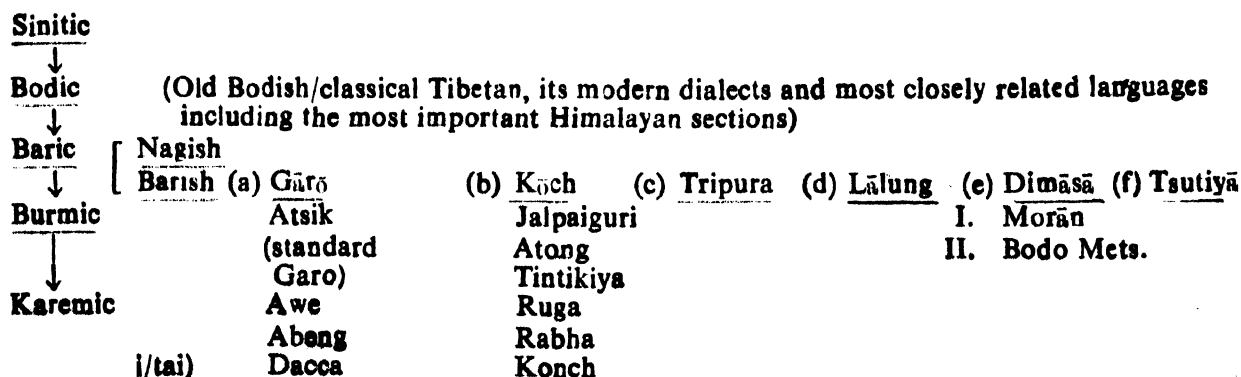 Sinitic
Bodic (Old Bodish/classical Tibetan, its modern dialects and most closely related languages
including the most important Himalayan sections)
Baric [ Nagish
Barish (a) Gārō (b) Kōch (c) Tripura (d) Lālung (e) Dimāsā (f) Tsutiyā
Burmic Atsik Jalpaiguri I. Morān
(standard Atong II. Bodo Mets.
Garo) Tintikiya
Karemic Awe Ruga
Abeng Rabha
i/tai) Dacca Konch